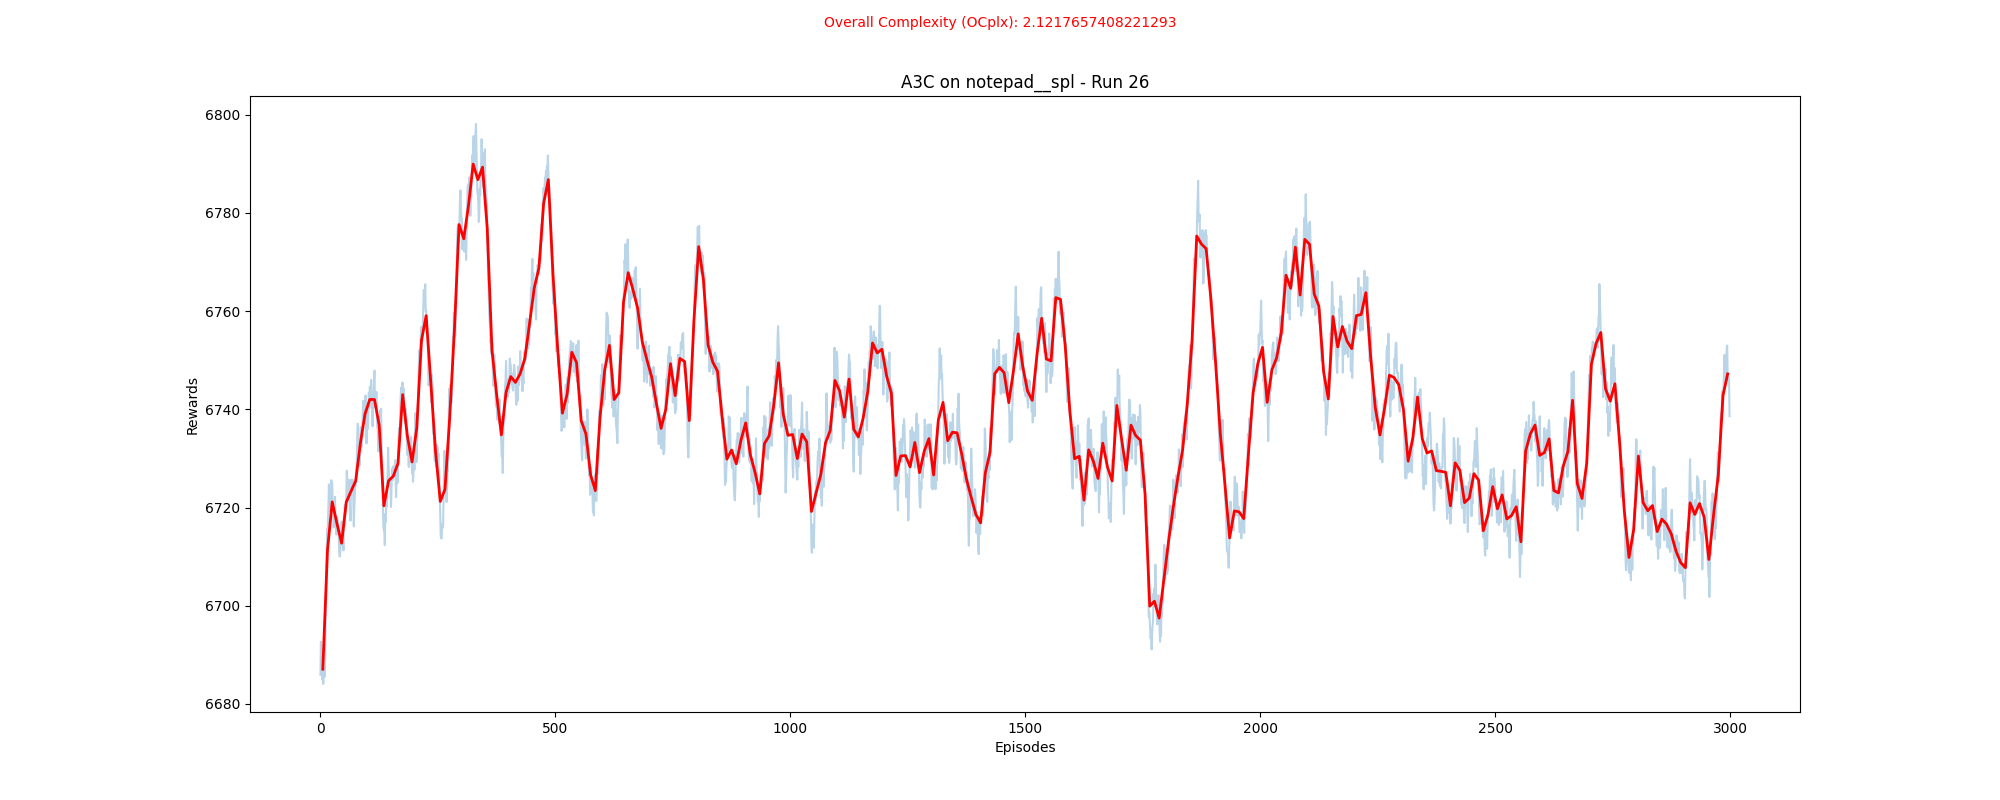 Overall Complexity (OCplx): 2.1217657408221293
A3C on notepad__spl - Run 26
6800
6780
6760
6740
6720
6700
6680
Rewards
0 500 1000 1500 2000 2500 3000
Episodes